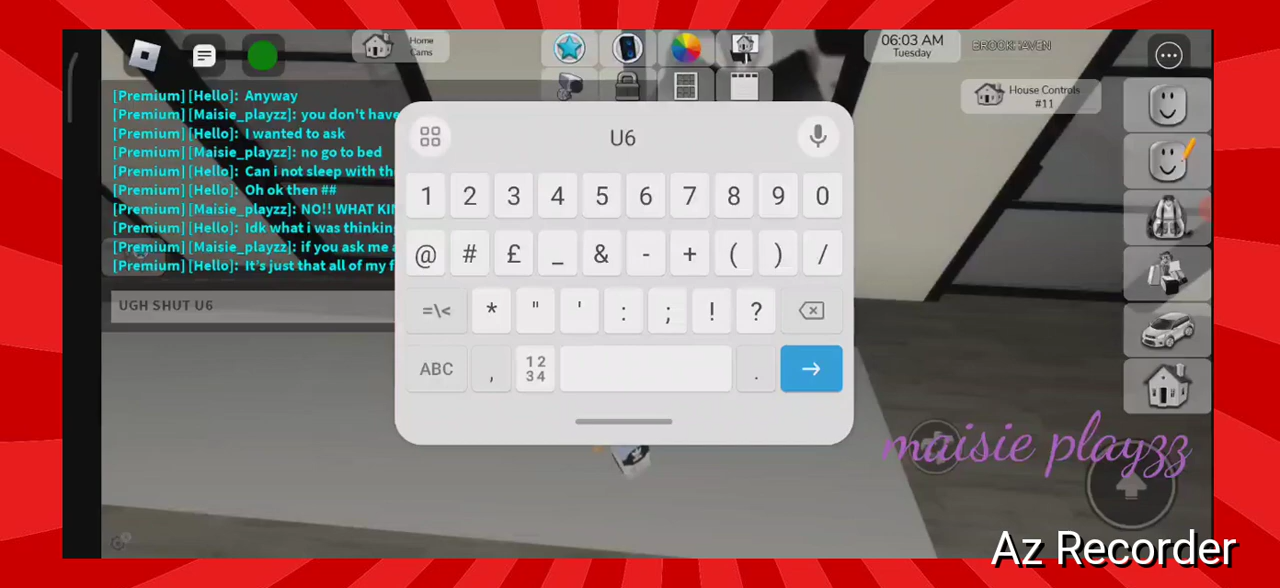 Home
Cams
06:03 AM
Tuesday
BROOKHAVEN
House Controls
#11
[Premium] [Hello]: Anyway
[Premium] [Maisie_playzz]: you don't have
[Premium] [Hello]: I wanted to ask
[Premium] [Maisie_playzz]: no go to bed
[Premium] [Hello]: Can i not sleep with the
[Premium] [Hello]: Oh ok then ##
[Premium] [Maisie_playzz]: NO!! WHAT KIN
[Premium] [Hello]: Idk what i was thinking
[Premium] [Maisie_playzz]: if you ask me a
[Premium] [Hello]: It's just that all of my f
UGH SHUT U6
U6
1 2 3 4 5 6 7 8 9 0
@ # £ _ & - + ( ) /
=\< * " ' : ; ! ?
ABC , 12 34 .
maisie playzz
Az Recorder